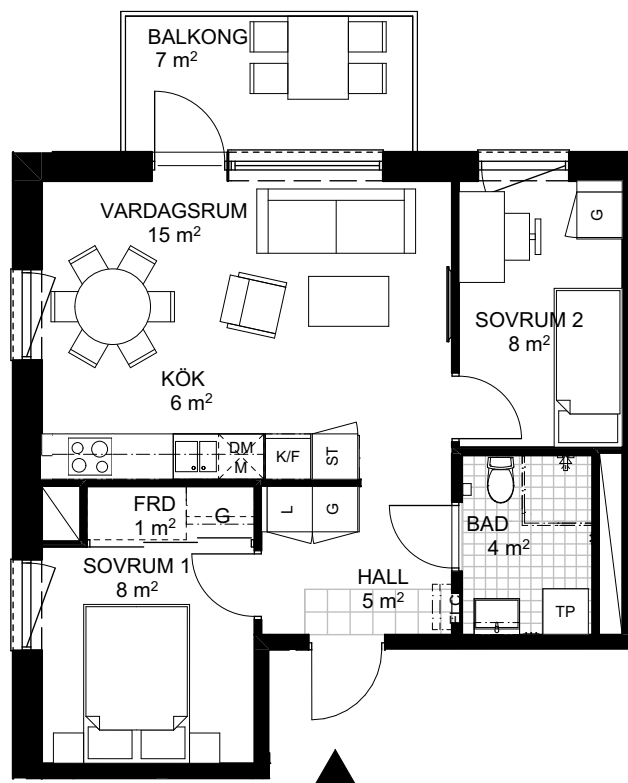 BALKONG
7 m²
VARDAGSRUM
15 m²
G
SOVRUM 2
8 m²
KÖK
6 m²
DM
M
K/F
ST
FRD
1 m²
G
L
G
BAD
4 m²
SOVRUM 1
8 m²
HALL
5 m²
ELC
TP